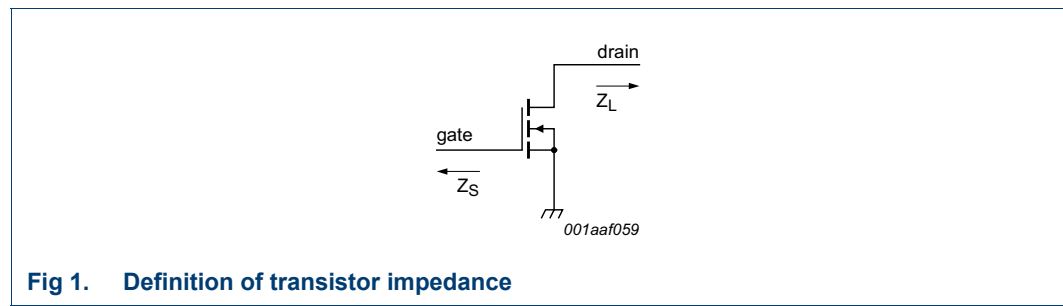 drain
Z_L
gate
Z_S
001aaf059
Fig 1. Definition of transistor impedance